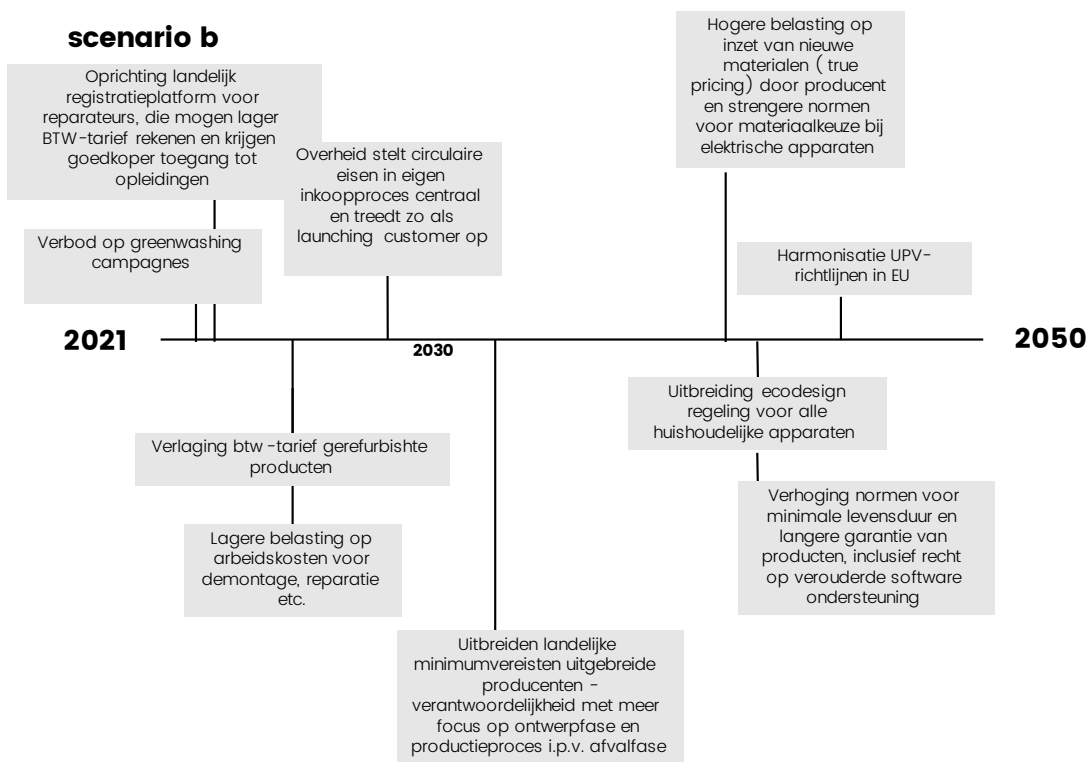 scenario b
Oprichting landelijk
registratieplatform voor
reparateurs, die mogen lager
BTW-tarief rekenen en krijgen
goedkoper toegang tot
opleidingen
Verbod op greenwashing
campagnes
Overheid stelt circulaire
eisen in eigen
inkoopproces centraal
en treedt zo als
launching customer op
Hogere belasting op
inzet van nieuwe
materialen ( true
pricing) door producent
en strengere normen
voor materiaalkeuze bij
elektrische apparaten
Harmonisatie UPV-
richtlijnen in EU
2021
2030
2050
Verlaging btw -tarief gerefurbishte
producten
Lagere belasting op
arbeidskosten voor
demontage, reparatie
etc.
Uitbreiden landelijke
minimumvereisten uitgebreide
producenten -
verantwoordelijkheid met meer
focus op ontwerpfase en
productieproces i.p.v. afvalfase
Uitbreiding ecodesign
regeling voor alle
huishoudelijke apparaten
Verhoging normen voor
minimale levensduur en
langere garantie van
producten, inclusief recht
op verouderde software
ondersteuning